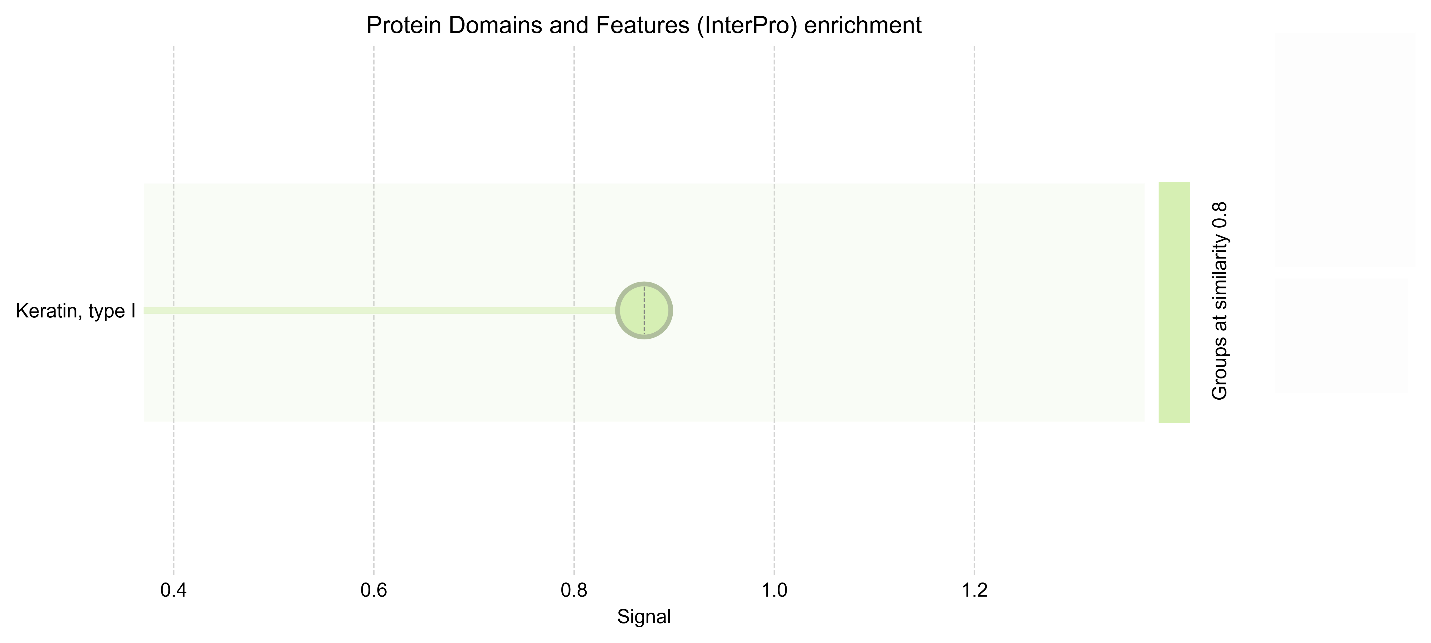 Protein Domains and Features (InterPro) enrichment
Keratin, type I
Groups at similarity 0.8
0.4 0.6 0.8 1.0 1.2
Signal